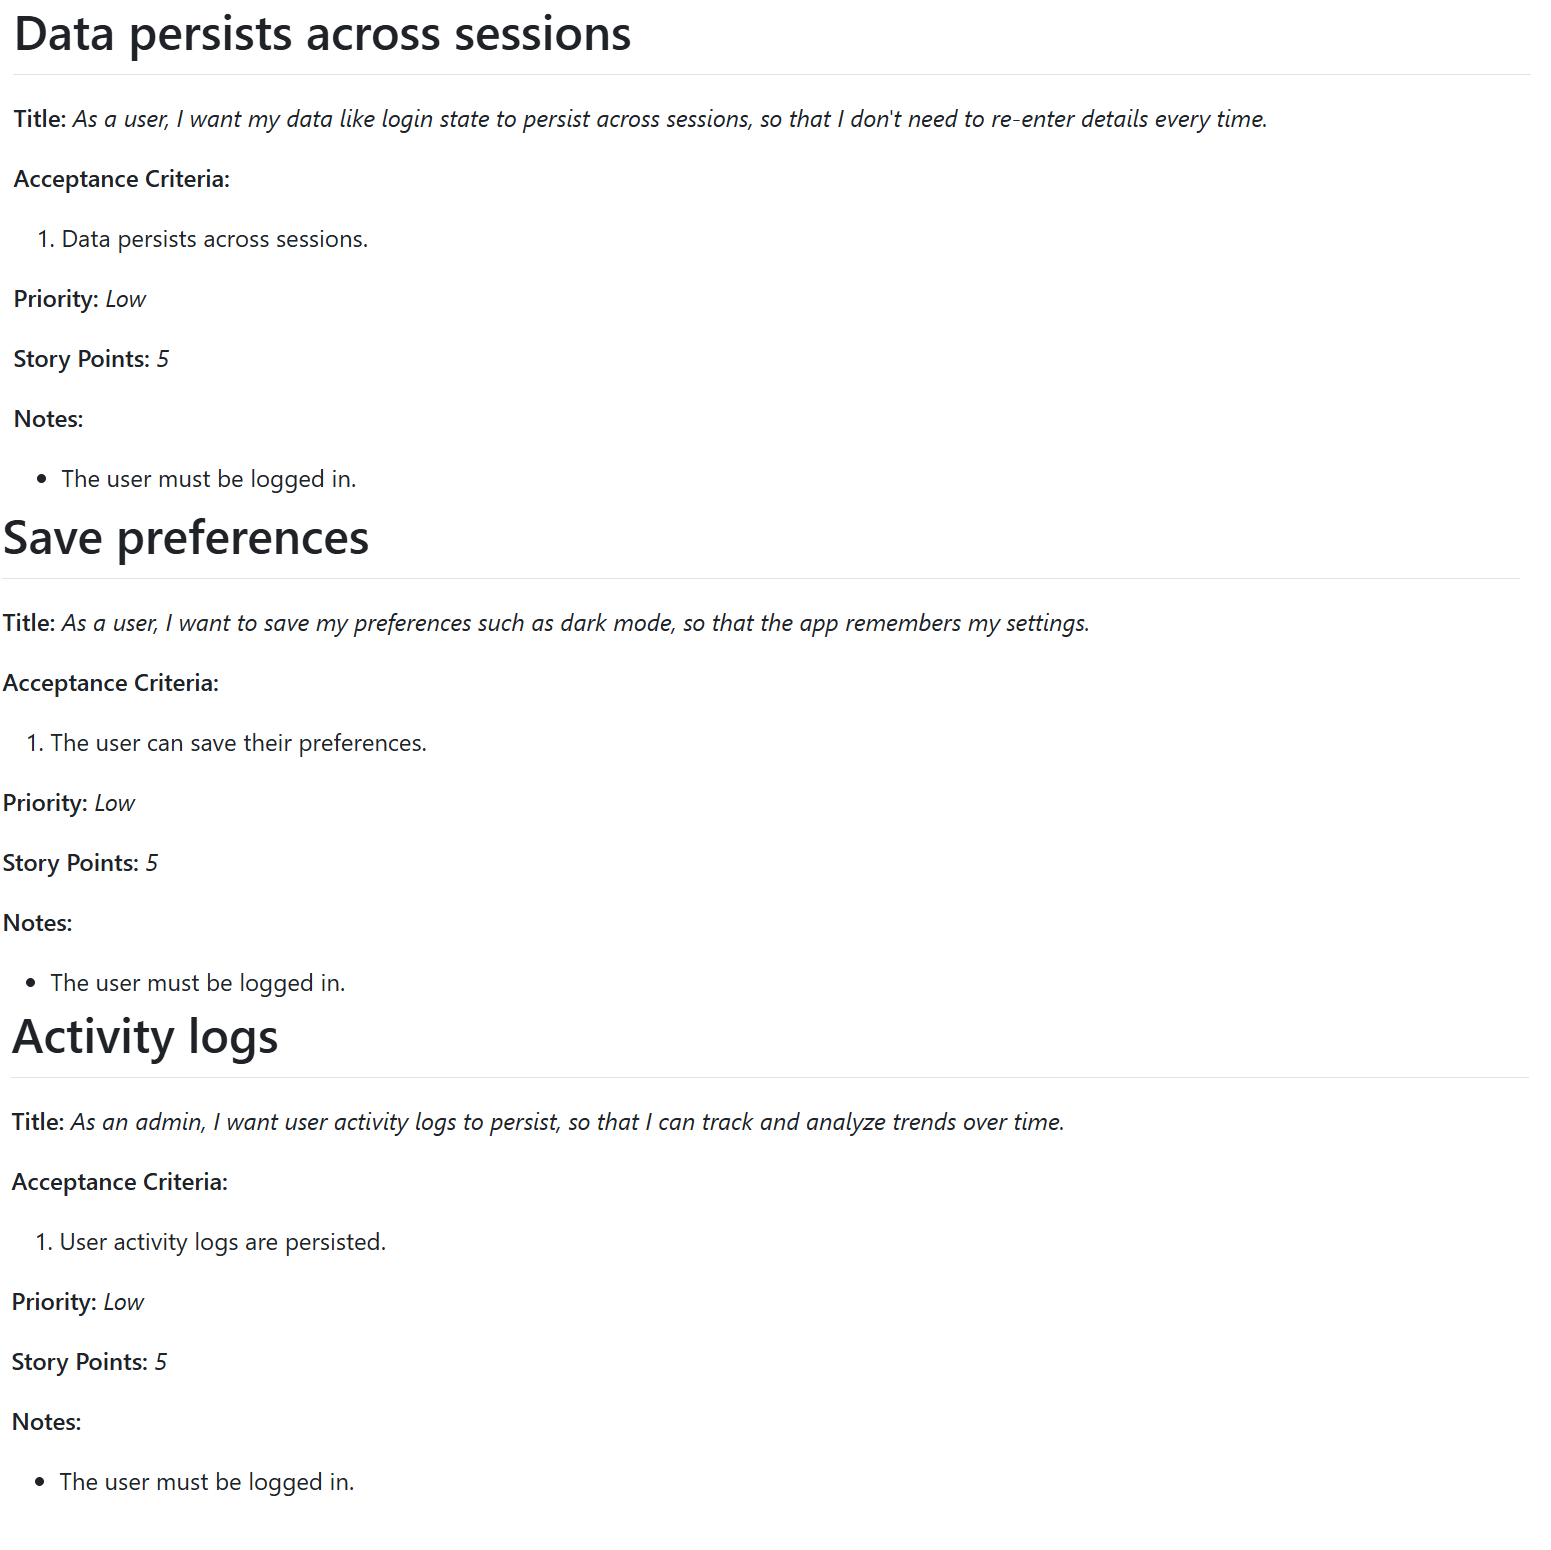 Data persists across sessions
Title: As a user, I want my data like login state to persist across sessions, so that I don't need to re-enter details every time.
Acceptance Criteria:
1. Data persists across sessions.
Priority: Low
Story Points: 5
Notes:
• The user must be logged in.
Save preferences
Title: As a user, I want to save my preferences such as dark mode, so that the app remembers my settings.
Acceptance Criteria:
1. The user can save their preferences.
Priority: Low
Story Points: 5
Notes:
• The user must be logged in.
Activity logs
Title: As an admin, I want user activity logs to persist, so that I can track and analyze trends over time.
Acceptance Criteria:
1. User activity logs are persisted.
Priority: Low
Story Points: 5
Notes:
• The user must be logged in.